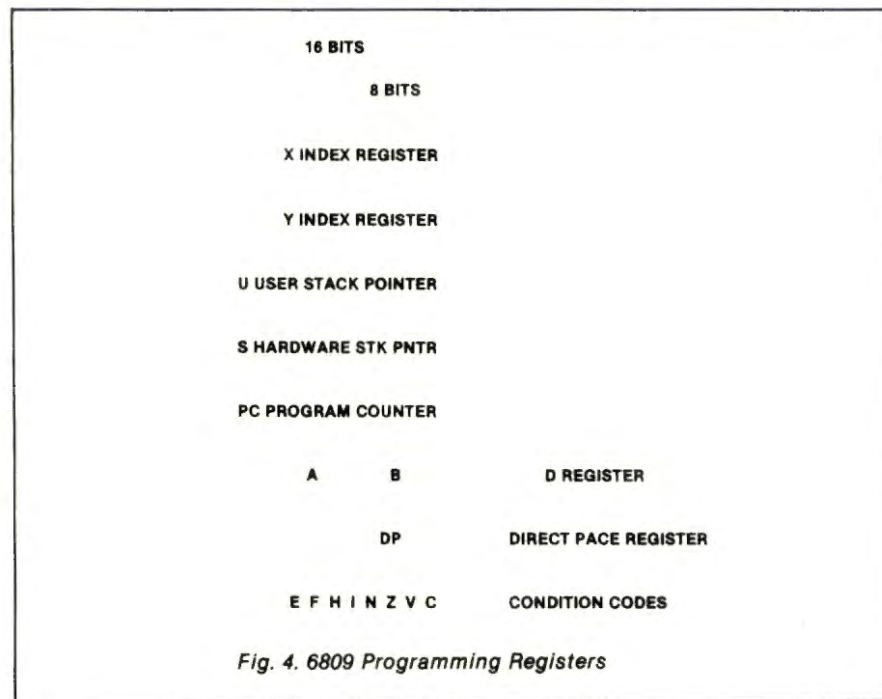 16 BITS
8 BITS
X INDEX REGISTER
Y INDEX REGISTER
U USER STACK POINTER
S HARDWARE STK PNTR
PC PROGRAM COUNTER
A B D REGISTER
DP DIRECT PACE REGISTER
E F H I N Z V C CONDITION CODES
Fig. 4. 6809 Programming Registers